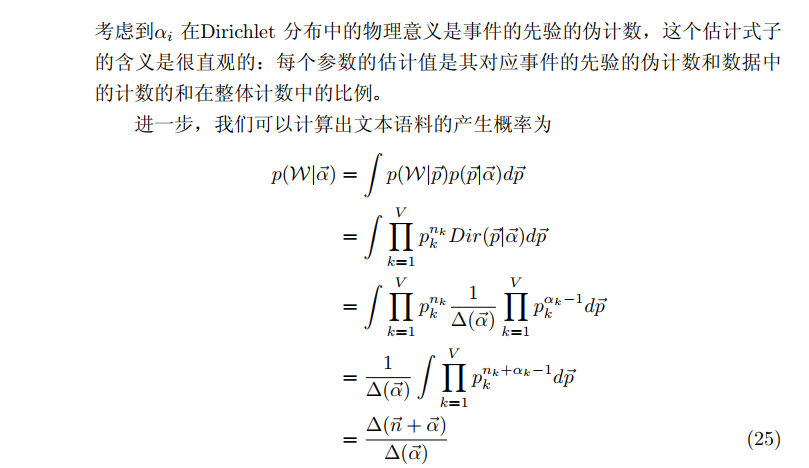 考虑到αᵢ 在Dirichlet 分布中的物理意义是事件的先验的伪计数，这个估计式子
的含义是很直观的：每个参数的估计值是其对应事件的先验的伪计数和数据中
的计数的和在整体计数中的比例。
进一步，我们可以计算出文本语料的产生概率为
$p(\mathcal{W}|\vec{\alpha}) = \int p(\mathcal{W}|\vec{p})p(\vec{p}|\vec{\alpha})d\vec{p}$
$= \int \prod_{k=1}^{V} p_k^{n_k} Dir(\vec{p}|\vec{\alpha})d\vec{p}$
$= \int \prod_{k=1}^{V} p_k^{n_k} \frac{1}{\Delta(\vec{\alpha})} \prod_{k=1}^{V} p_k^{\alpha_k-1} d\vec{p}$
$= \frac{1}{\Delta(\vec{\alpha})} \int \prod_{k=1}^{V} p_k^{n_k+\alpha_k-1} d\vec{p}$
$= \frac{\Delta(\vec{n}+\vec{\alpha})}{\Delta(\vec{\alpha})}$ (25)